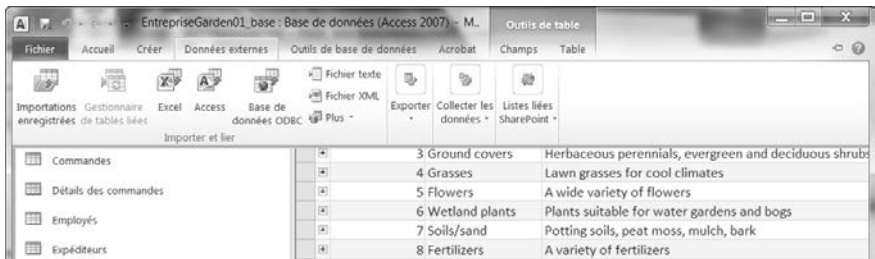 EntrepriseGarden01_base : Base de données (Access 2007) - M..
Outils de table
Fichier Accueil Créer Données externes Outils de base de données Acrobat Champs Table
Importations enregistrées
Gestionnaire de tables liées
Excel
Access
Base de données ODBC
Fichier texte
Fichier XML
Plus
Exporter
Collecter les données
Listes liées SharePoint
Importer et lier
Commandes
Détails des commandes
Employés
Expéditeurs
3 Ground covers Herbaceous perennials, evergreen and deciduous shrubs
4 Grasses Lawn grasses for cool climates
5 Flowers A wide variety of flowers
6 Wetland plants Plants suitable for water gardens and bogs
7 Soils/sand Potting soils, peat moss, mulch, bark
8 Fertilizers A variety of fertilizers